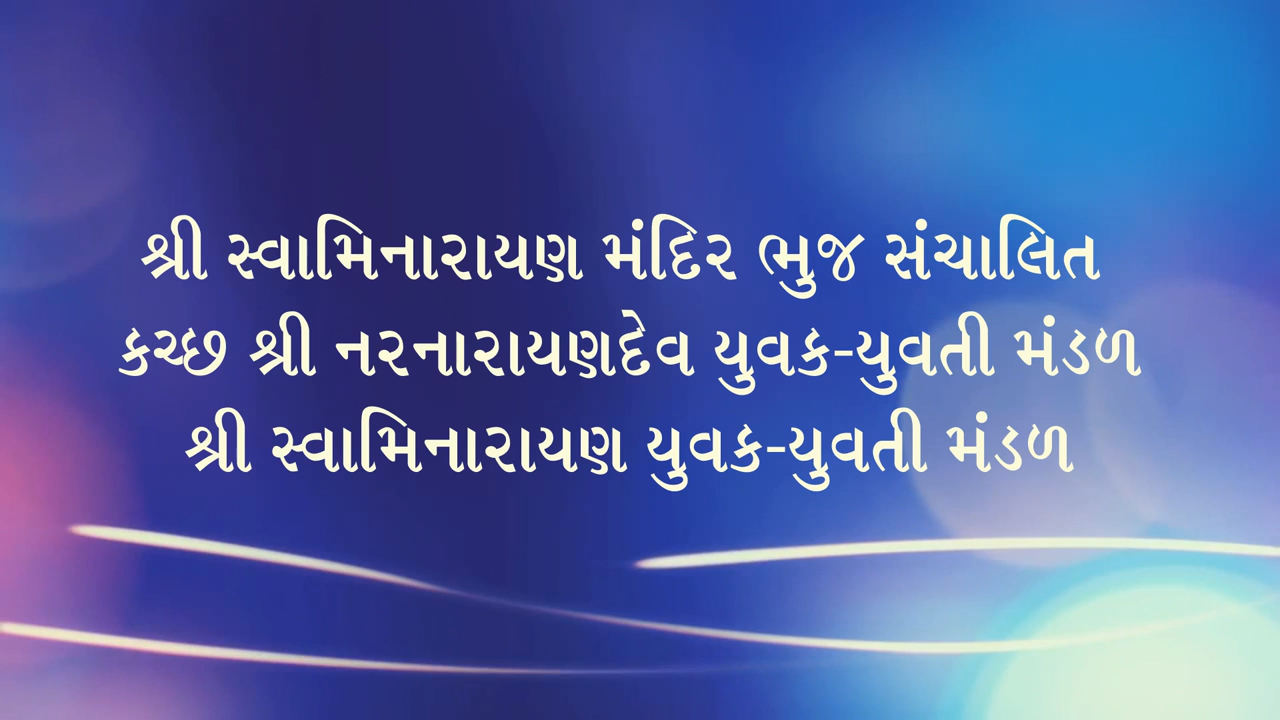 શ્રી સ્વામિનારાયણ મંદિર ભુજ સંચાલિત
કચ્છ શ્રી નરનારાયણદેવ યુવક-યુવતી મંડળ
શ્રી સ્વામિનારાયણ યુવક-યુવતી મંડળ